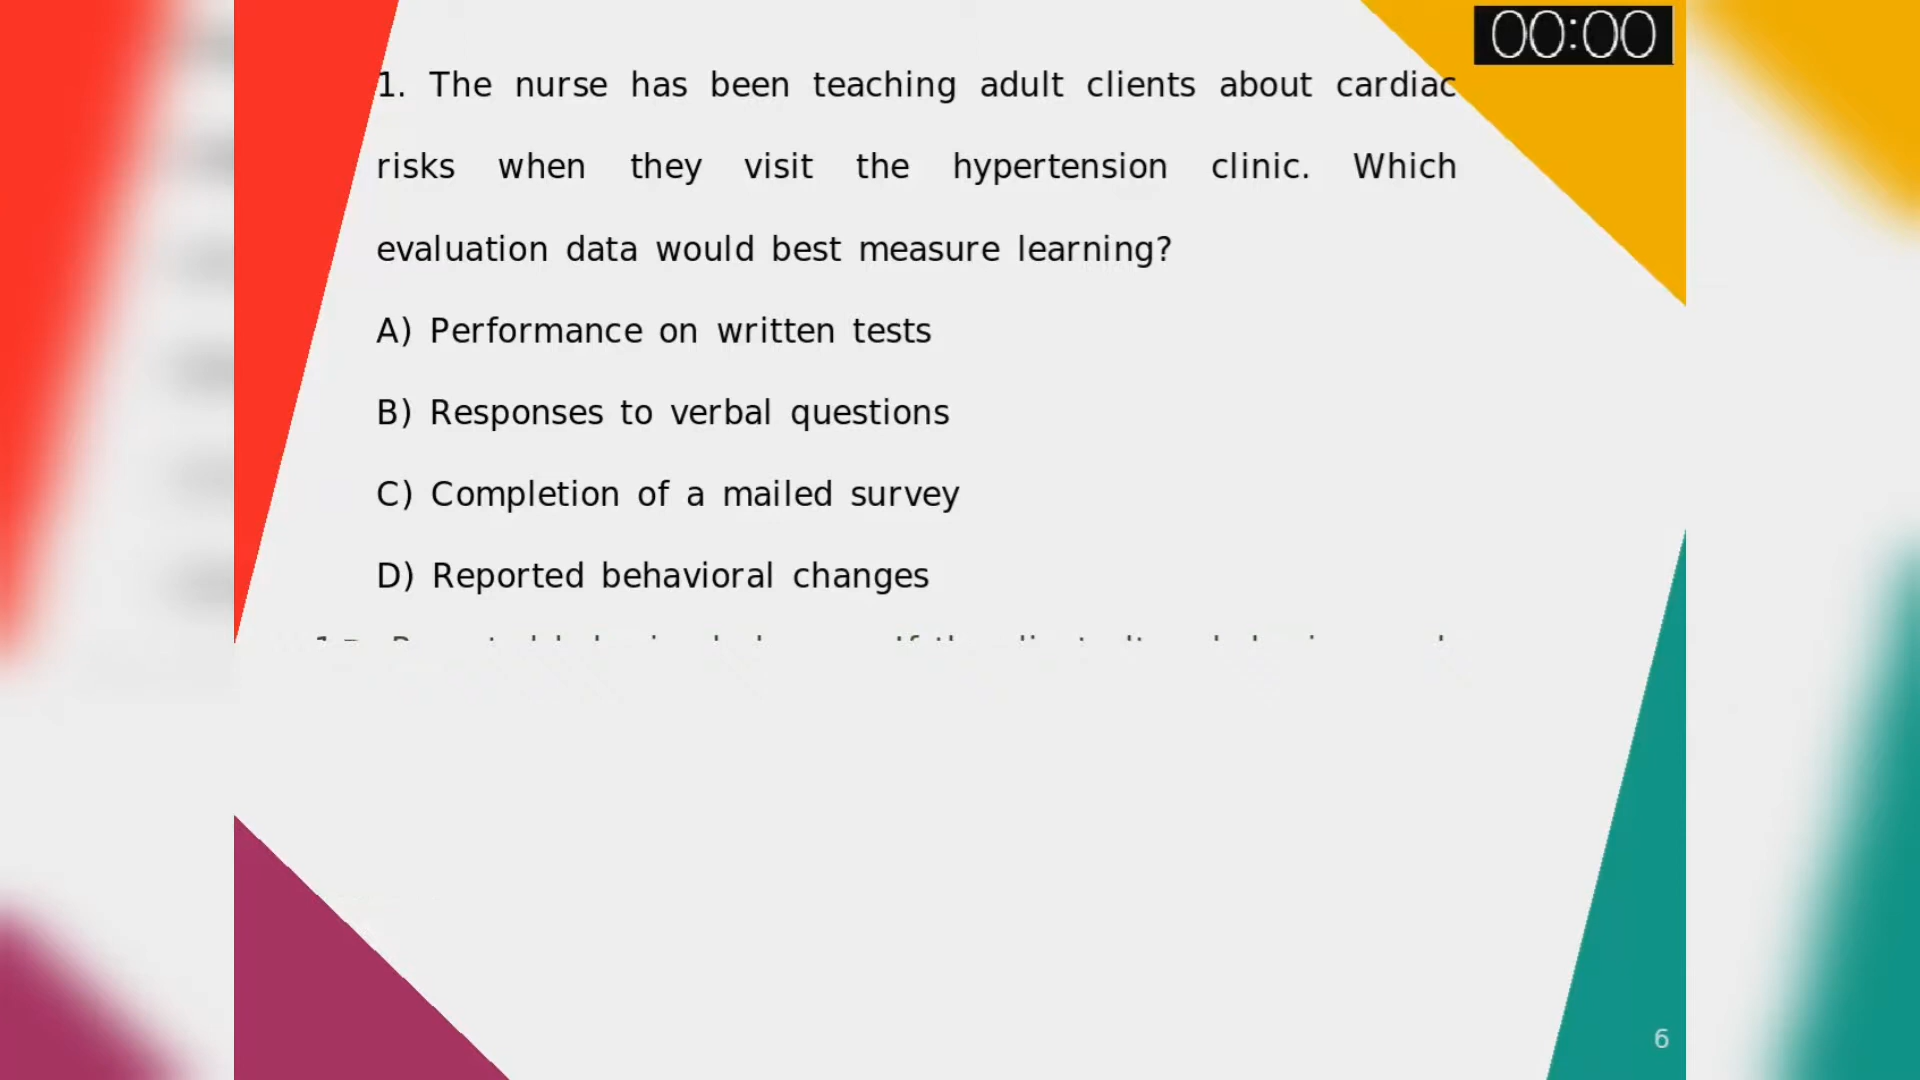 00:00
1. The nurse has been teaching adult clients about cardiac
risks when they visit the hypertension clinic. Which
evaluation data would best measure learning?
A) Performance on written tests
B) Responses to verbal questions
C) Completion of a mailed survey
D) Reported behavioral changes
6